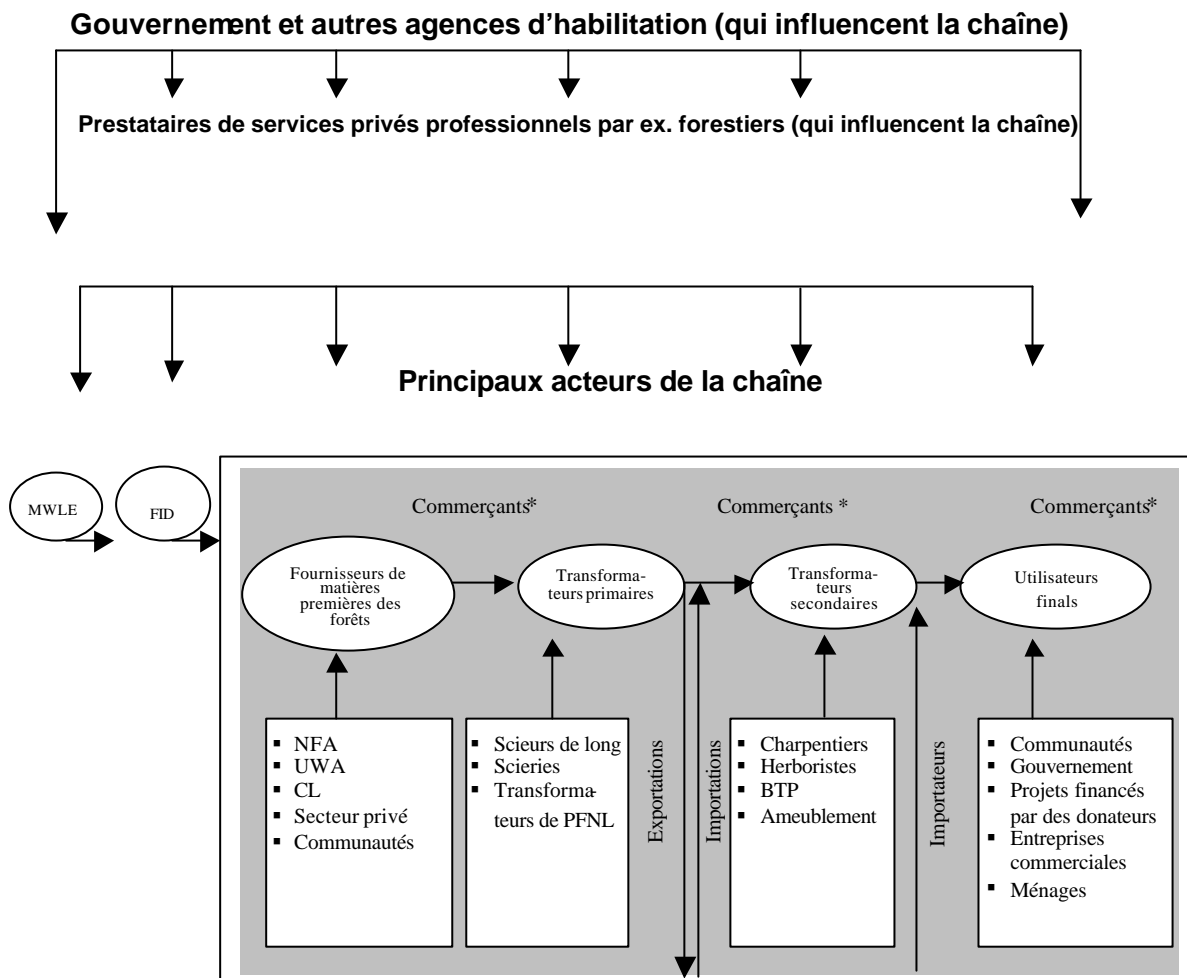 Gouvernement et autres agences d’habilitation (qui influencent la chaîne)
Prestataires de services privés professionnels par ex. forestiers (qui influencent la chaîne)
Principaux acteurs de la chaîne
MWLE
FID
Commerçants*
Commerçants *
Commerçants*
Fournisseurs de
matières
premières des
forêts
Transforma-
teurs primaires
Transforma-
teurs
secondaires
Utilisateurs
finals
▪ NFA
▪ UWA
▪ CL
▪ Secteur privé
▪ Communautés
▪ Scieurs de long
▪ Scieries
▪ Transforma-
teurs de PFNL
Exportations
Importations
▪ Charpentiers
▪ Herboristes
▪ BTP
▪ Ameublement
Importateurs
▪ Communautés
▪ Gouvernement
▪ Projets financés
par des donateurs
▪ Entreprises
commerciales
▪ Ménages